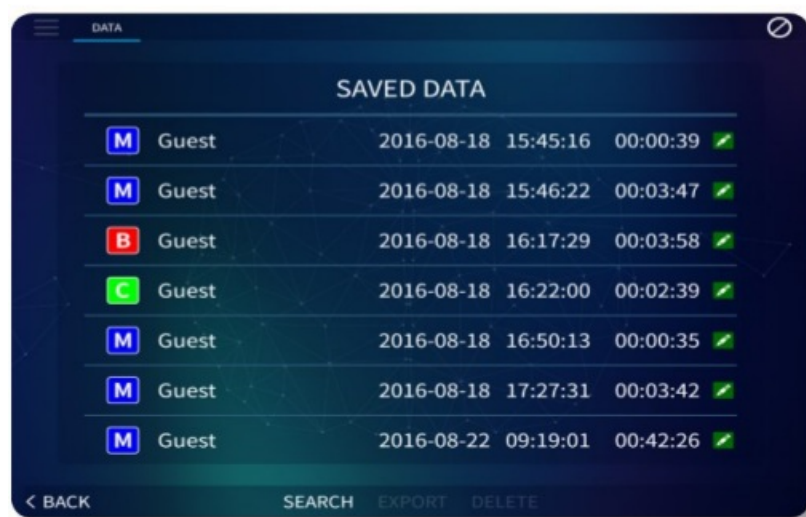 DATA
SAVED DATA
M Guest 2016-08-18 15:45:16 00:00:39
M Guest 2016-08-18 15:46:22 00:03:47
B Guest 2016-08-18 16:17:29 00:03:58
C Guest 2016-08-18 16:22:00 00:02:39
M Guest 2016-08-18 16:50:13 00:00:35
M Guest 2016-08-18 17:27:31 00:03:42
M Guest 2016-08-22 09:19:01 00:42:26
< BACK SEARCH EXPORT DELETE